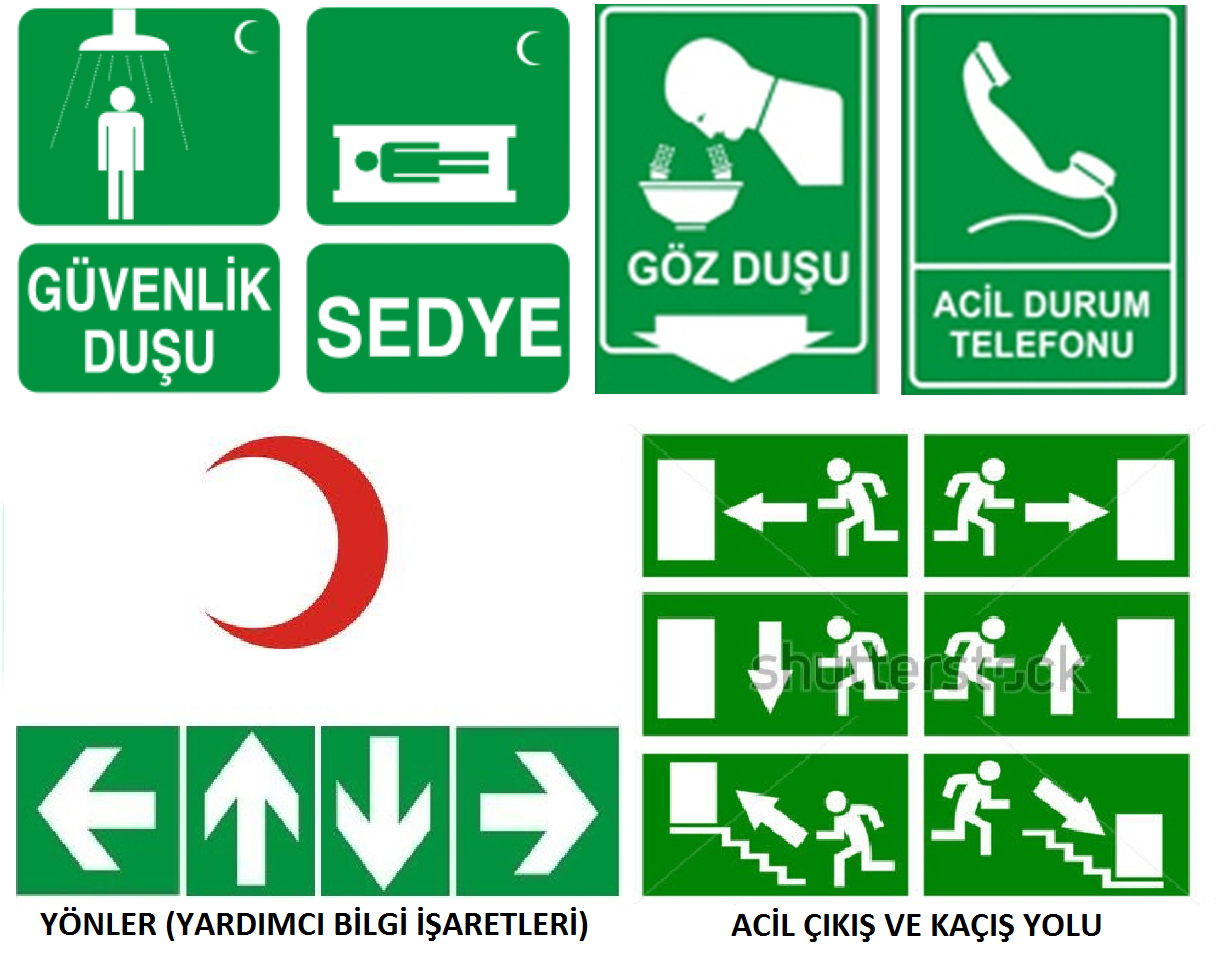 GÜVENLİK
DUŞU
SEDYE
GÖZ DUŞU
ACİL DURUM
TELEFONU
shutterstock
YÖNLER (YARDIMCI BİLGİ İŞARETLERİ)
ACİL ÇIKIŞ VE KAÇIŞ YOLU